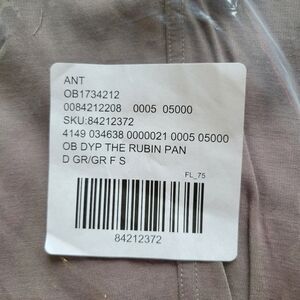 ANT
OB1734212
0084212208 0005 05000
SKU:84212372
4149 034638 0000021 0005 05000
OB DYP THE RUBIN PAN
D GR/GR F S
FL_75
84212372